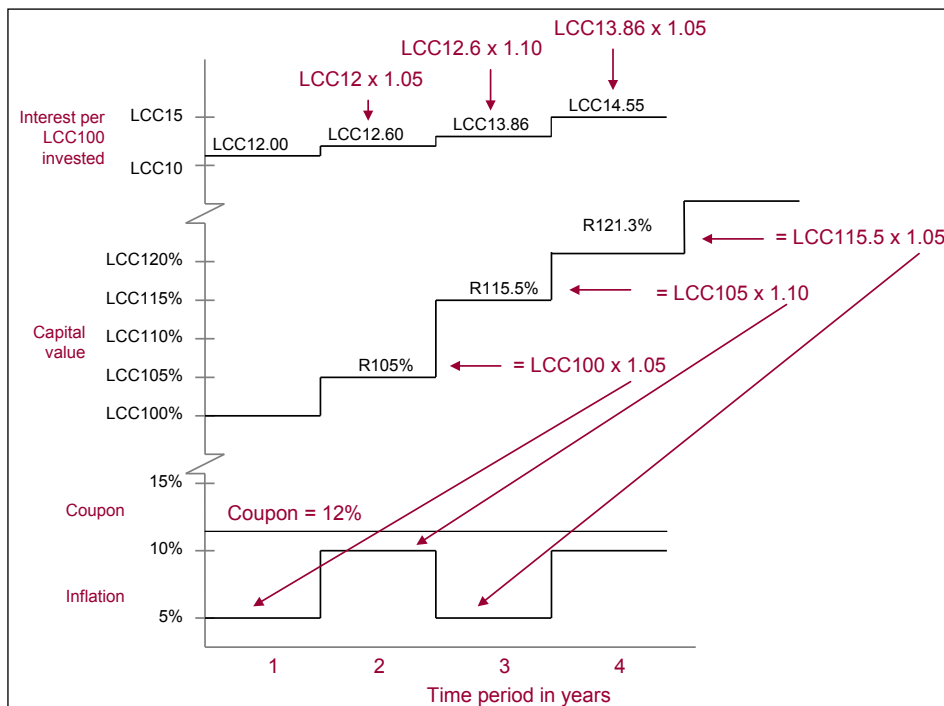 LCC13.86 x 1.05
LCC12.6 x 1.10
LCC12 x 1.05
Interest per
LCC100
invested
LCC15
LCC10
LCC12.00
LCC12.60
LCC13.86
LCC14.55
Capital
value
LCC120%
LCC115%
LCC110%
LCC105%
LCC100%
R105%
R115.5%
R121.3%
= LCC115.5 x 1.05
= LCC105 x 1.10
= LCC100 x 1.05
15%
Coupon
Coupon = 12%
10%
Inflation
5%
1 2 3 4
Time period in years